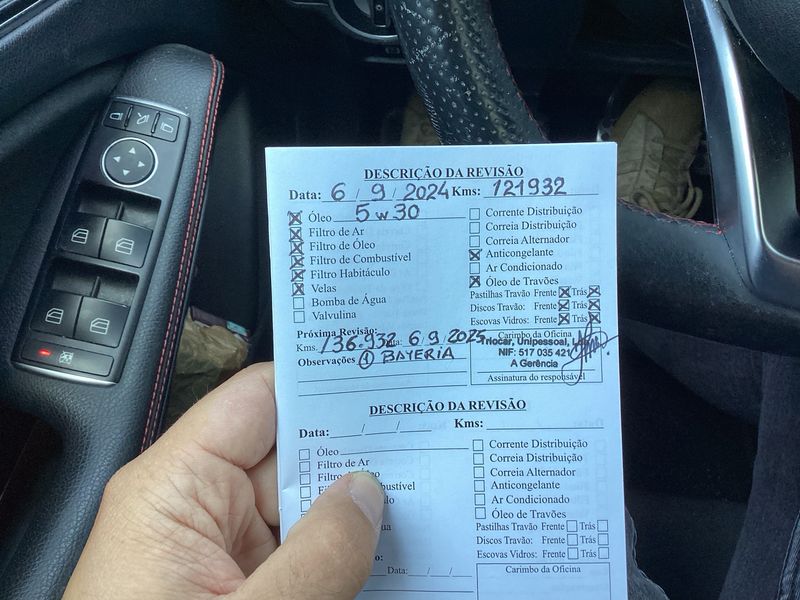 DESCRIÇÃO DA REVISÃO
Data: 6 / 9 / 2024 Kms: 121932
Óleo 5w30
Filtro de Ar
Filtro de Óleo
Filtro de Combustível
Filtro Habitáculo
Velas
Bomba de Água
Valvulina
Corrente Distribuição
Correia Distribuição
Correia Alternador
Anticongelante
Ar Condicionado
Óleo de Travões
Pastilhas Travão Frente Trás
Discos Travão: Frente Trás
Escovas Vidros: Frente Trás
Próxima Revisão:
Kms. 136.932 Data: 6/9/2025
Observações 1 BATERIA
Carimbo da Oficina
Triocar, Unipessoal, Lda
NIF: 517 035 421
A Gerência
Assinatura do responsável
DESCRIÇÃO DA REVISÃO
Data: / / Kms:
Óleo
Filtro de Ar
Filtro de
Corrente Distribuição
Correia Distribuição
Correia Alternador
Anticongelante
Ar Condicionado
Óleo de Travões
Pastilhas Travão Frente Trás
Discos Travão: Frente Trás
Escovas Vidros: Frente Trás
Data: / /
Carimbo da Oficina